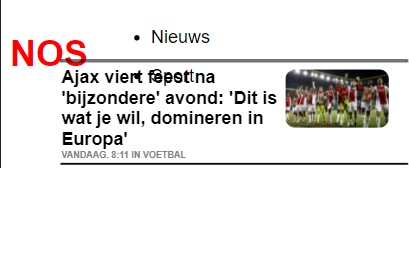 NOS
Nieuws
Sport
Ajax viert feest na
'bijzondere' avond: 'Dit is
wat je wil, domineren in
Europa'
VANDAAG. 8:11 IN VOETBAL